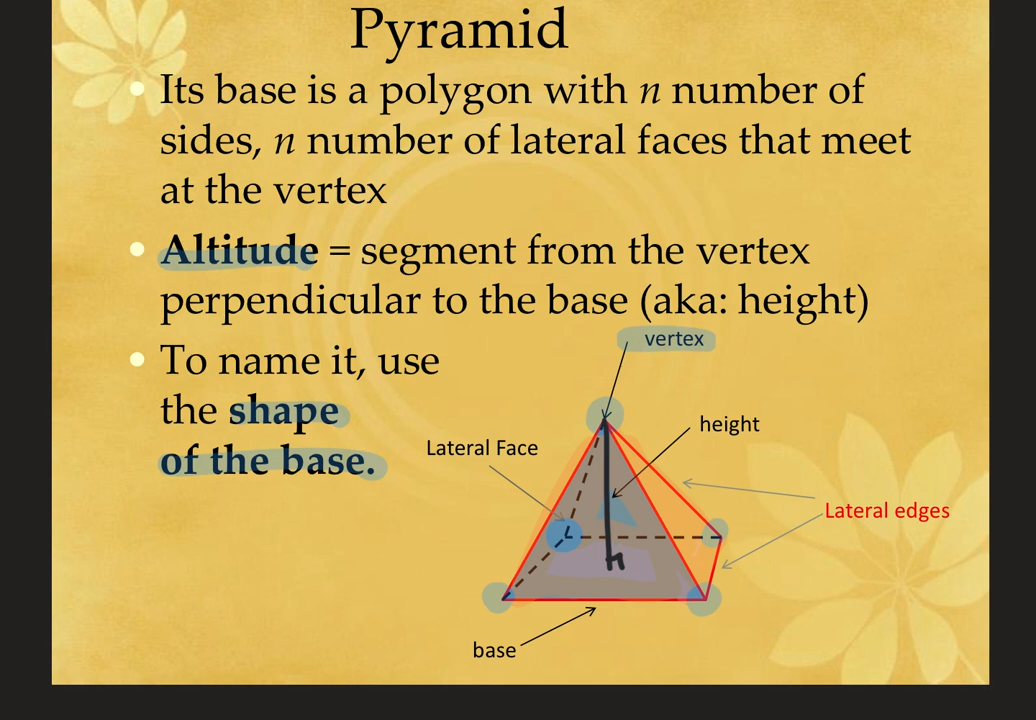 Pyramid
• Its base is a polygon with n number of
sides, n number of lateral faces that meet
at the vertex
• Altitude = segment from the vertex
perpendicular to the base (aka: height)
• To name it, use
the shape
of the base.
vertex
height
Lateral Face
Lateral edges
h
base